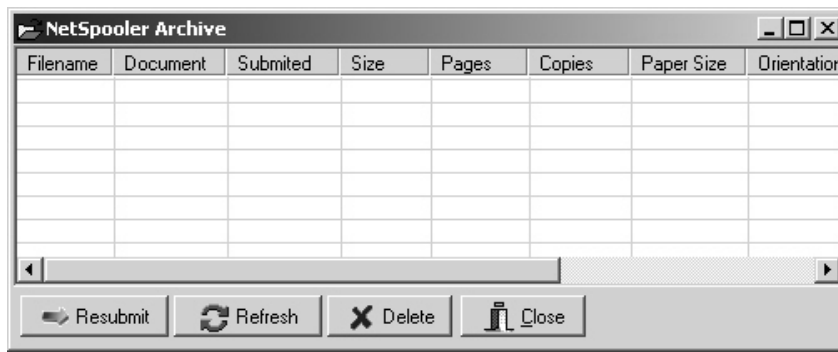 NetSpooler Archive
Filename Document Submited Size Pages Copies Paper Size Orientation
Resubmit Refresh Delete Close